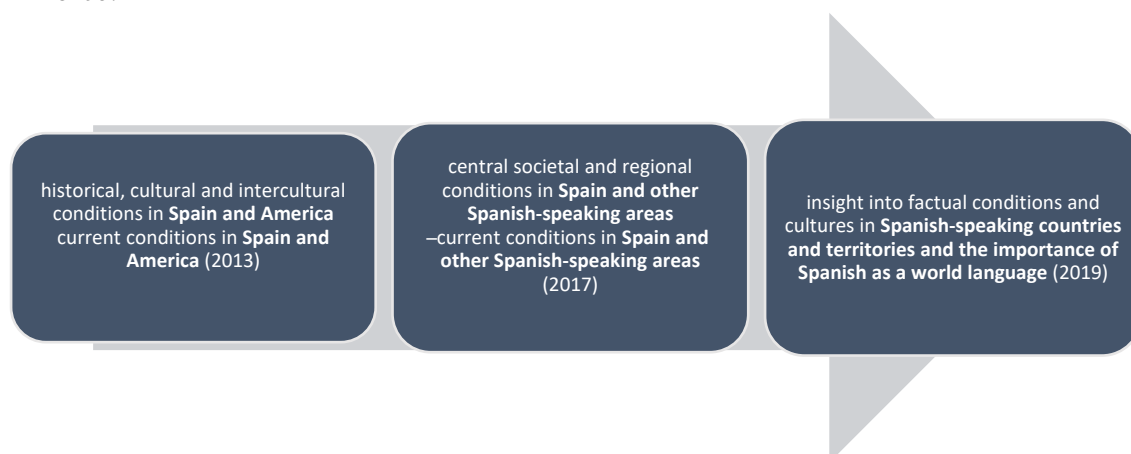 historical, cultural and intercultural
conditions in Spain and America
current conditions in Spain and
America (2013)
central societal and regional
conditions in Spain and other
Spanish-speaking areas
–current conditions in Spain and
other Spanish-speaking areas
(2017)
insight into factual conditions and
cultures in Spanish-speaking countries
and territories and the importance of
Spanish as a world language (2019)